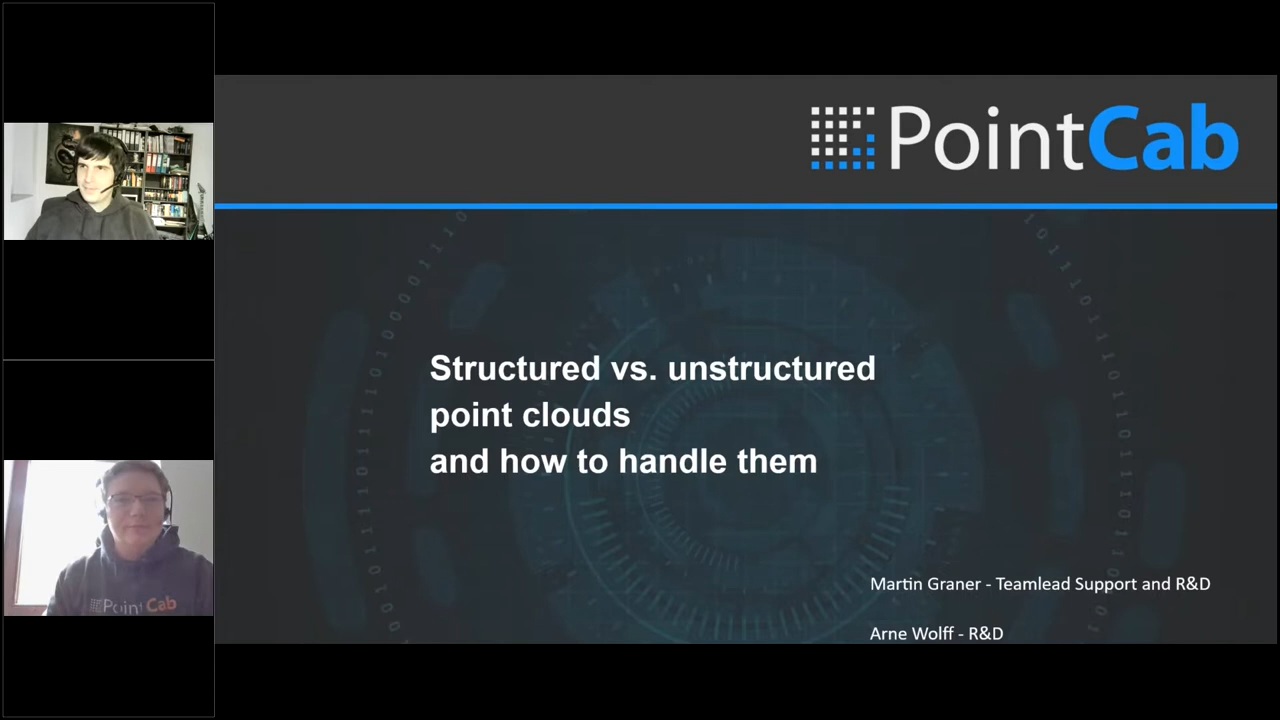 PointCab
Structured vs. unstructured
point clouds
and how to handle them
Martin Graner - Teamlead Support and R&D
Arne Wolff - R&D
PointCab